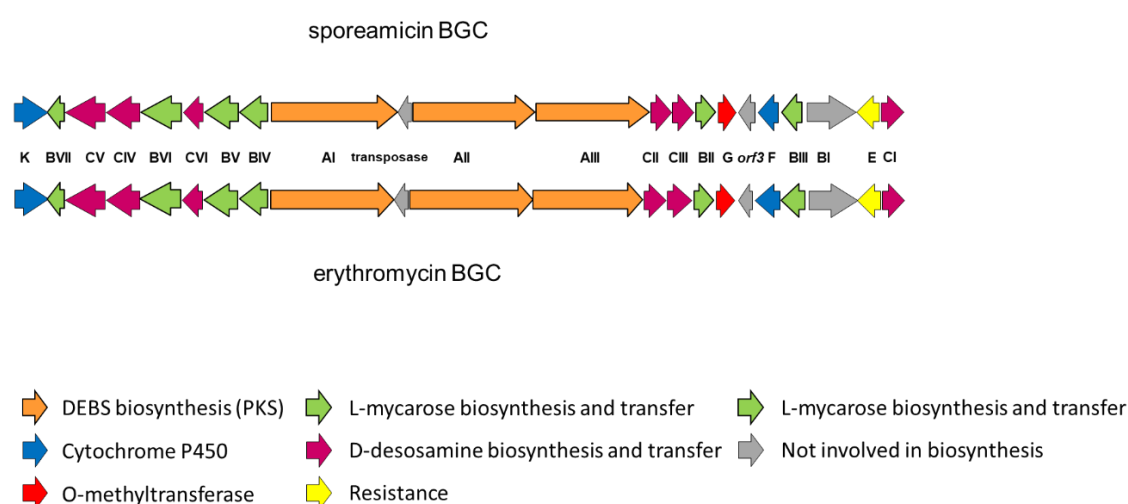 sporeamicin BGC
K BVII CV CIV BVI CVI BV BIV AI transposase AII AIII CII CIII BII G orf3 F BIII BI E CI
erythromycin BGC
DEBS biosynthesis (PKS) L-mycarose biosynthesis and transfer L-mycarose biosynthesis and transfer
Cytochrome P450 D-desosamine biosynthesis and transfer Not involved in biosynthesis
O-methyltransferase Resistance